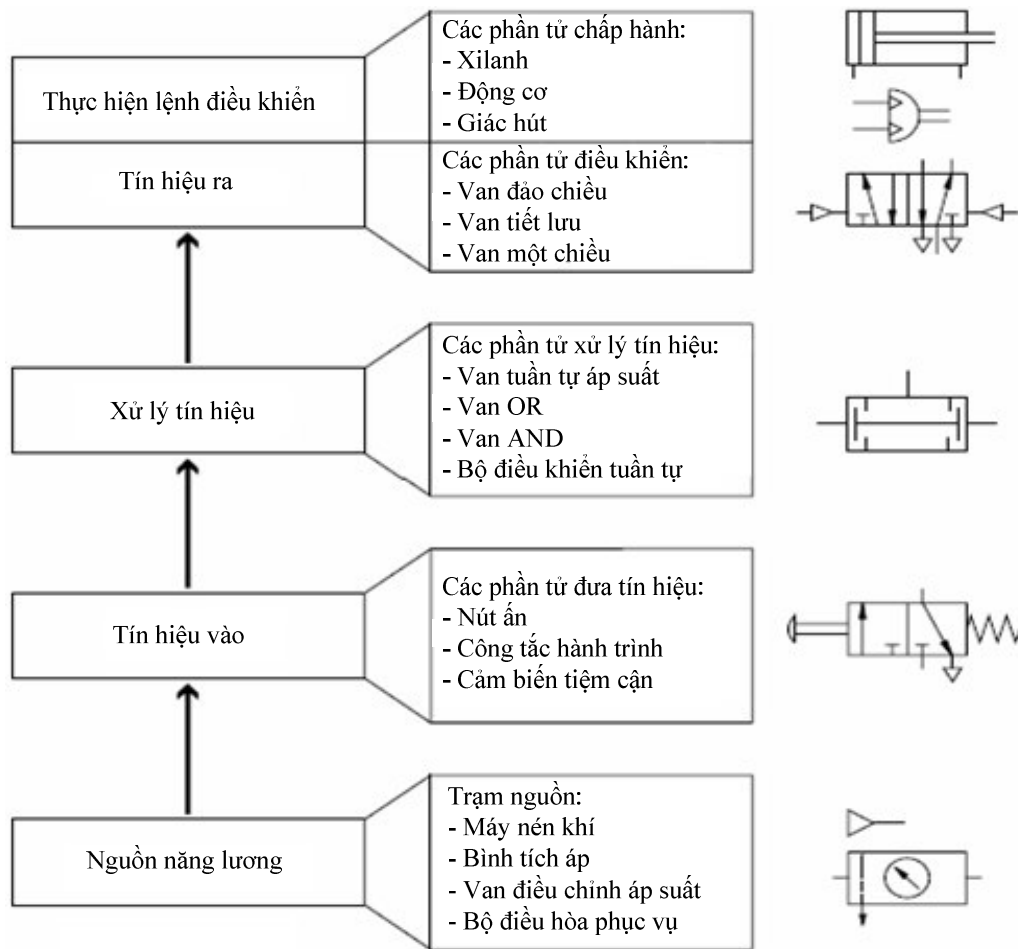 Thực hiện lệnh điều khiển
Các phần tử chấp hành:
- Xilanh
- Động cơ
- Giác hút
Tín hiệu ra
Các phần tử điều khiển:
- Van đảo chiều
- Van tiết lưu
- Van một chiều
Xử lý tín hiệu
Các phần tử xử lý tín hiệu:
- Van tuần tự áp suất
- Van OR
- Van AND
- Bộ điều khiển tuần tự
Tín hiệu vào
Các phần tử đưa tín hiệu:
- Nút ấn
- Công tắc hành trình
- Cảm biến tiệm cận
Nguồn năng lương
Trạm nguồn:
- Máy nén khí
- Bình tích áp
- Van điều chỉnh áp suất
- Bộ điều hòa phục vụ